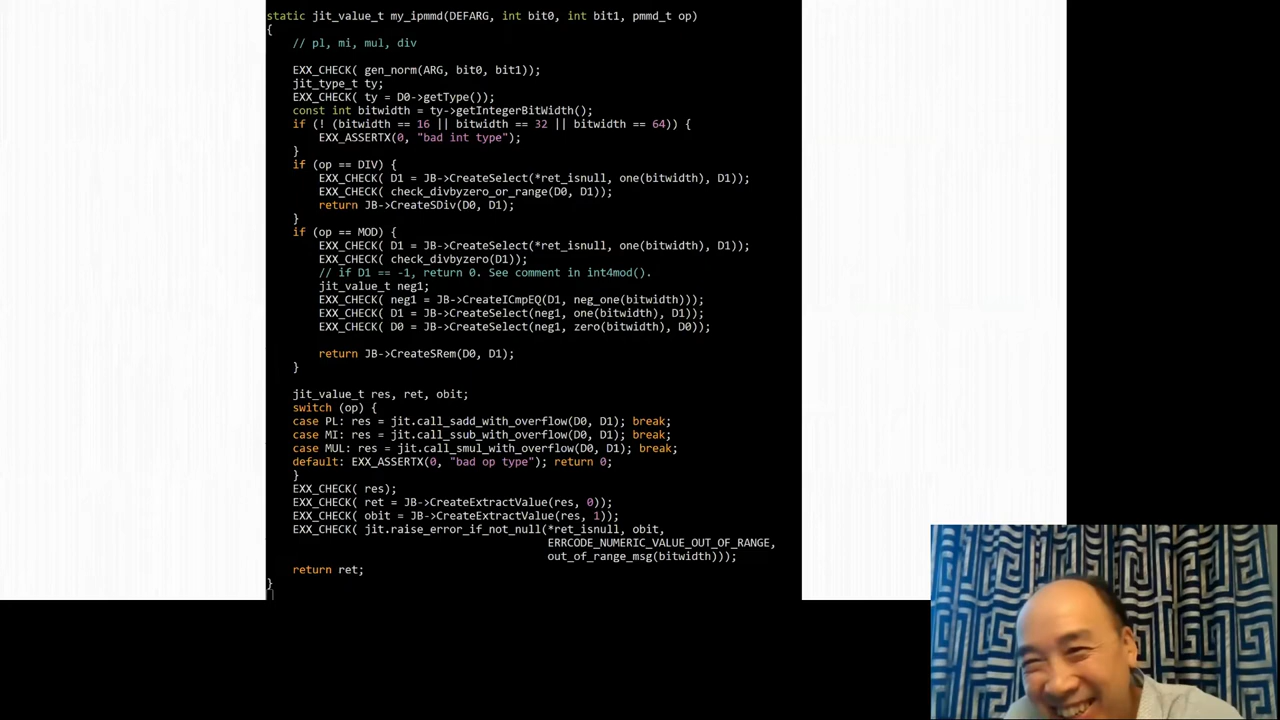 static jit_value_t my_ipmmd(DEFARG, int bit0, int bit1, pmmd_t op)
{
// pl, mi, mul, div
EXX_CHECK( gen_norm(ARG, bit0, bit1));
jit_type_t ty;
EXX_CHECK( ty = D0->getType());
const int bitwidth = ty->getIntegerBitWidth();
if (! (bitwidth == 16 || bitwidth == 32 || bitwidth == 64)) {
EXX_ASSERTX(0, "bad int type");
}
if (op == DIV) {
EXX_CHECK( D1 = JB->CreateSelect(*ret_isnull, one(bitwidth), D1));
EXX_CHECK( check_divbyzero_or_range(D0, D1));
return JB->CreateSDiv(D0, D1);
}
if (op == MOD) {
EXX_CHECK( D1 = JB->CreateSelect(*ret_isnull, one(bitwidth), D1));
EXX_CHECK( check_divbyzero(D1));
// if D1 == -1, return 0. See comment in int4mod().
jit_value_t neg1;
EXX_CHECK( neg1 = JB->CreateICmpEQ(D1, neg_one(bitwidth)));
EXX_CHECK( D1 = JB->CreateSelect(neg1, one(bitwidth), D1));
EXX_CHECK( D0 = JB->CreateSelect(neg1, zero(bitwidth), D0));
return JB->CreateSRem(D0, D1);
}
jit_value_t res, ret, obit;
switch (op) {
case PL: res = jit.call_sadd_with_overflow(D0, D1); break;
case MI: res = jit.call_ssub_with_overflow(D0, D1); break;
case MUL: res = jit.call_smul_with_overflow(D0, D1); break;
default: EXX_ASSERTX(0, "bad op type"); return 0;
}
EXX_CHECK( res);
EXX_CHECK( ret = JB->CreateExtractValue(res, 0));
EXX_CHECK( obit = JB->CreateExtractValue(res, 1));
EXX_CHECK( jit.raise_error_if_not_null(*ret_isnull, obit,
ERRCODE_NUMERIC_VALUE_OUT_OF_RANGE,
out_of_range_msg(bitwidth)));
return ret;
}